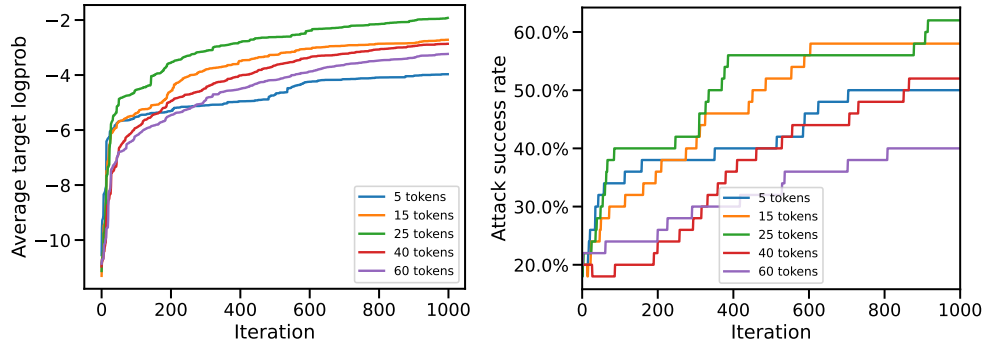 Average target logprob
−2
−4
−6
−8
−10
0
200
400
600
800
1000
Iteration
5 tokens
15 tokens
25 tokens
40 tokens
60 tokens
Attack success rate
60.0%
50.0%
40.0%
30.0%
20.0%
0
200
400
600
800
1000
Iteration
5 tokens
15 tokens
25 tokens
40 tokens
60 tokens